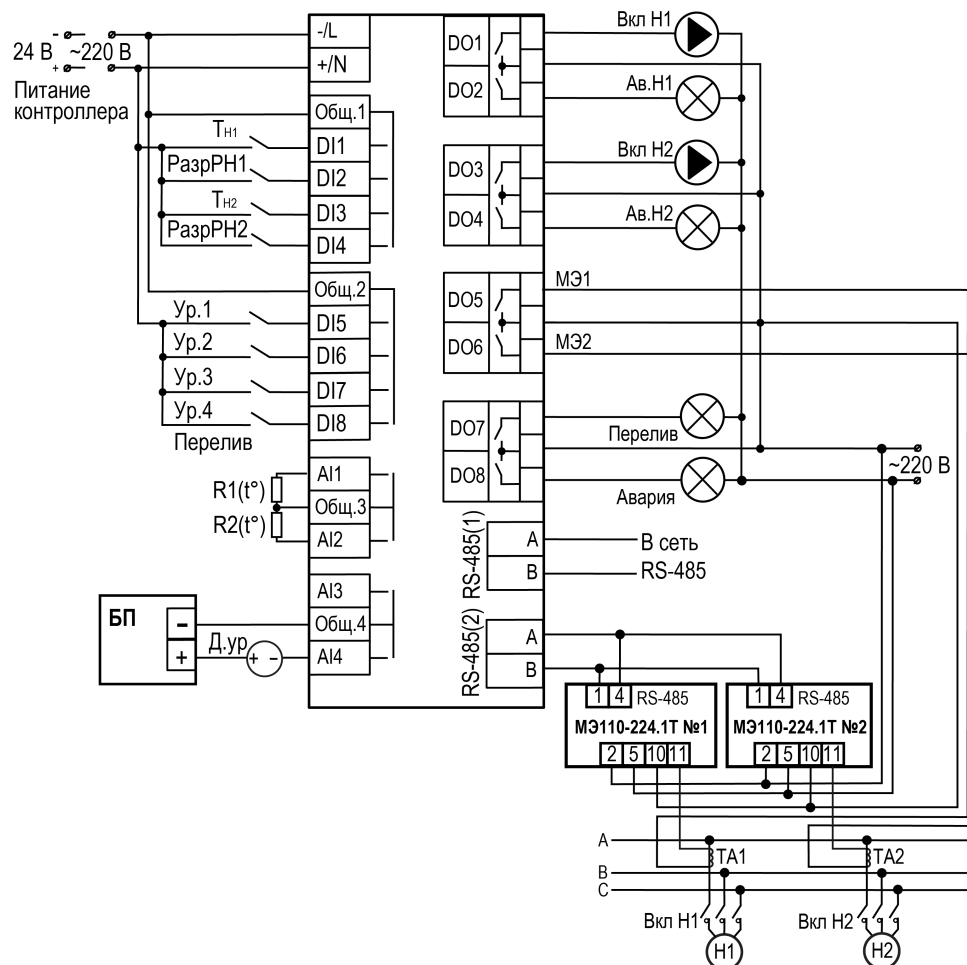 24 В
- ~220 В
+
Питание
контроллера
-/L
+/N
Общ.1
DI1
DI2
DI3
DI4
Tн1
РазрРН1
Tн2
РазрРН2
Общ.2
DI5
DI6
DI7
DI8
Ур.1
Ур.2
Ур.3
Ур.4
Перелив
AI1
Общ.3
AI2
R1(t°)
R2(t°)
AI3
Общ.4
AI4
БП
-
+
Д.ур
+ -
DO1
DO2
DO3
DO4
DO5
DO6
DO7
DO8
Вкл Н1
Ав.Н1
Вкл Н2
Ав.Н2
МЭ1
МЭ2
Перелив
Авария
~220 В
RS-485(1)
A
B
В сеть
RS-485
RS-485(2)
A
B
1 4 RS-485
МЭ110-224.1Т №1
2 5 10 11
1 4 RS-485
МЭ110-224.1Т №2
2 5 10 11
A
B
C
ТА1
ТА2
Вкл Н1
Вкл Н2
Н1
Н2